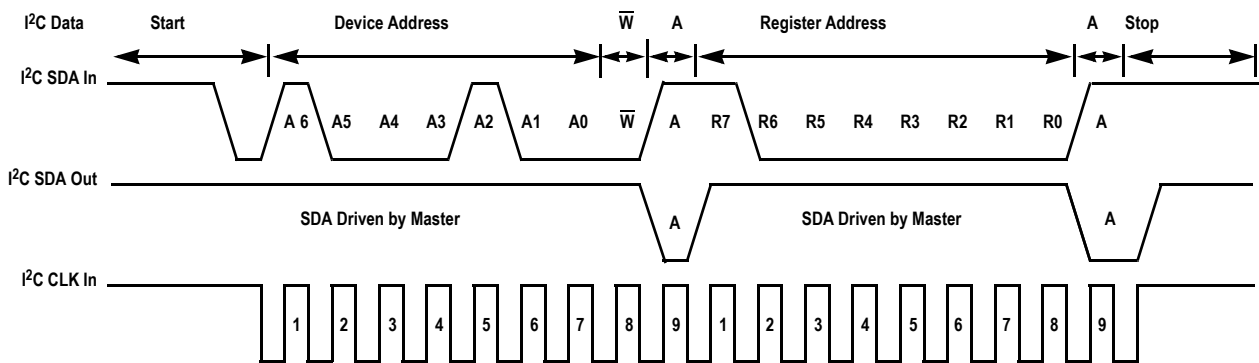 I²C Data Start Device Address W̅ A Register Address A Stop
I²C SDA In
A 6 A5 A4 A3 A2 A1 A0 W̅ A R7 R6 R5 R4 R3 R2 R1 R0 A
I²C SDA Out
SDA Driven by Master A SDA Driven by Master A
I²C CLK In
1 2 3 4 5 6 7 8 9 1 2 3 4 5 6 7 8 9